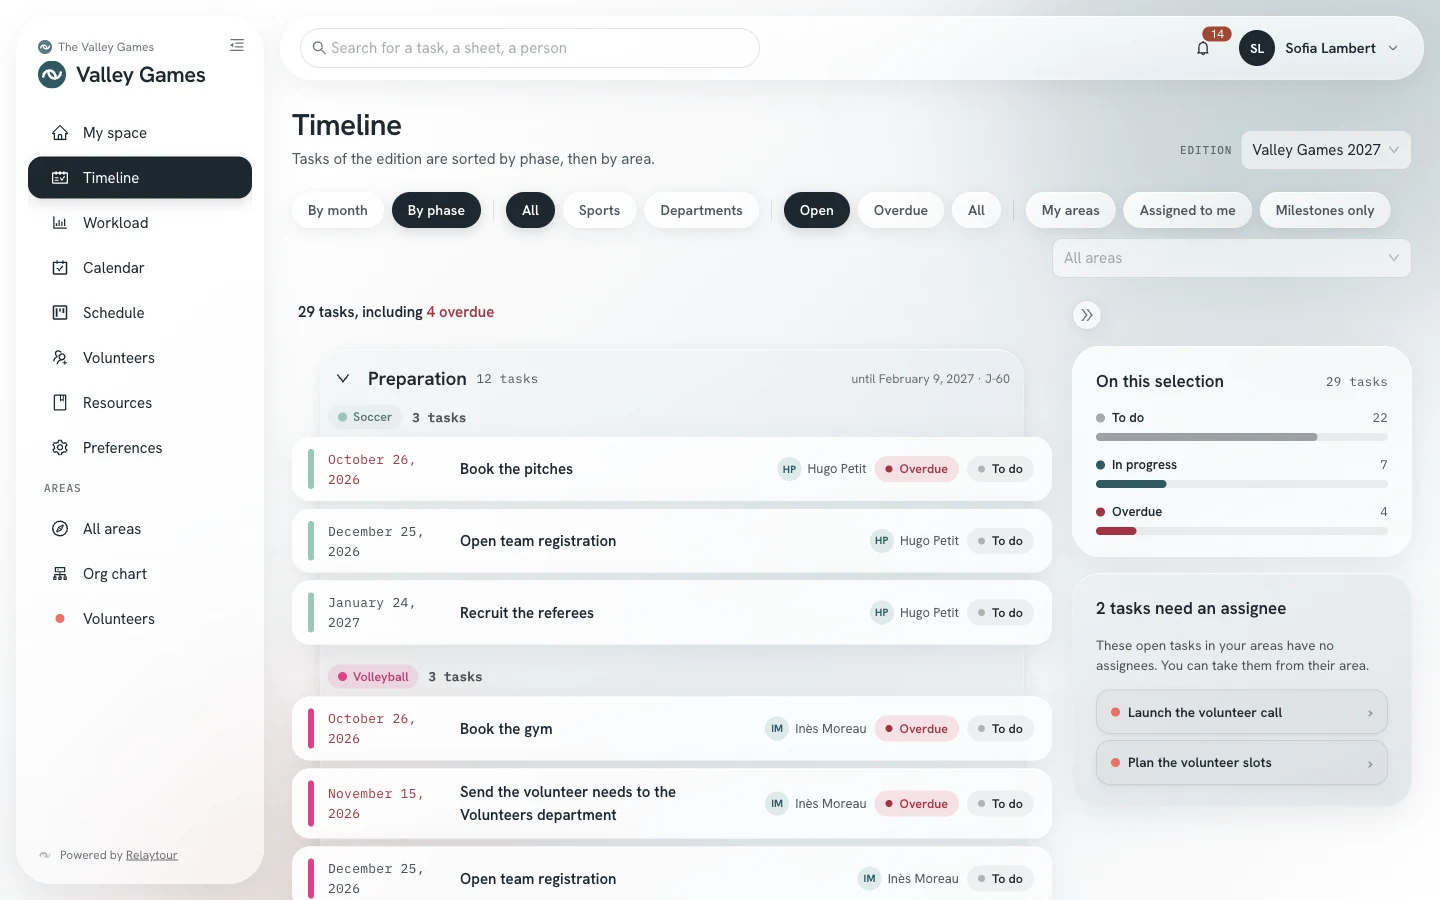 The Valley Games
Valley Games
My space
Timeline
Workload
Calendar
Schedule
Volunteers
Resources
Preferences
AREAS
All areas
Org chart
Volunteers
Powered by Relaytour
Search for a task, a sheet, a person
14
SL
Sofia Lambert
Timeline
Tasks of the edition are sorted by phase, then by area.
EDITION
Valley Games 2027
By month
By phase
All
Sports
Departments
Open
Overdue
All
My areas
Assigned to me
Milestones only
All areas
29 tasks, including 4 overdue
Preparation 12 tasks
until February 9, 2027 · J-60
Soccer 3 tasks
October 26,
2026
Book the pitches
HP Hugo Petit
Overdue
To do
December 25,
2026
Open team registration
HP Hugo Petit
To do
January 24,
2027
Recruit the referees
HP Hugo Petit
To do
Volleyball 3 tasks
October 26,
2026
Book the gym
IM Inès Moreau
Overdue
To do
November 15,
2026
Send the volunteer needs to the
Volunteers department
IM Inès Moreau
Overdue
To do
December 25,
2026
Open team registration
IM Inès Moreau
To do
On this selection
29 tasks
To do 22
In progress 7
Overdue 4
2 tasks need an assignee
These open tasks in your areas have no
assignees. You can take them from their area.
Launch the volunteer call
Plan the volunteer slots